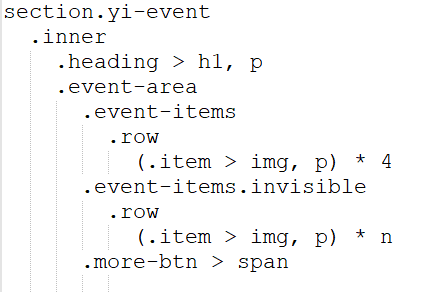 section.yi-event
.inner
.heading > h1, p
.event-area
.event-items
.row
(.item > img, p) * 4
.event-items.invisible
.row
(.item > img, p) * n
.more-btn > span